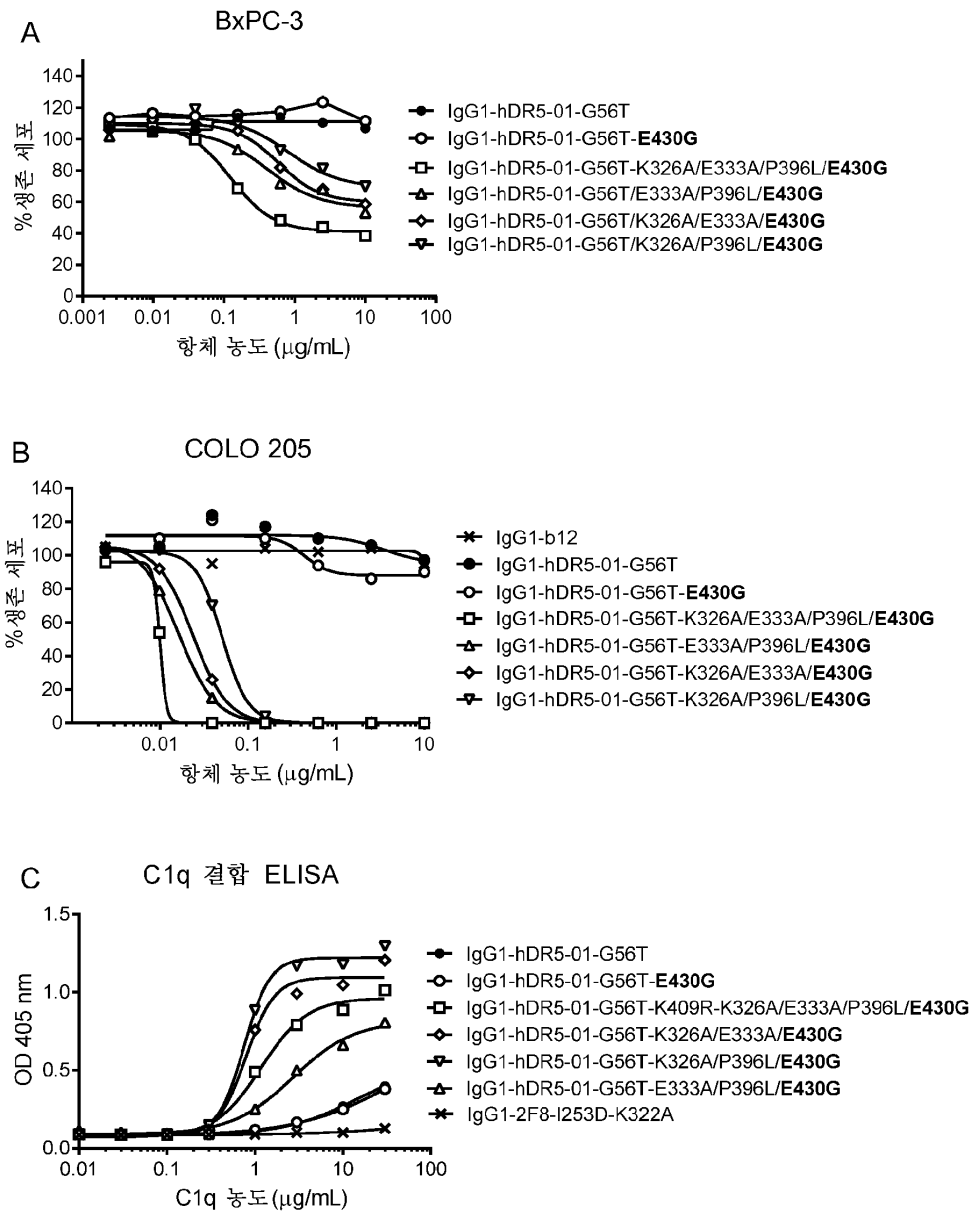 A
BxPC-3
140
120
100
80
60
40
20
0
%생존 세포
0.001 0.01 0.1 1 10 100
항체 농도 (μg/mL)
IgG1-hDR5-01-G56T
IgG1-hDR5-01-G56T-E430G
IgG1-hDR5-01-G56T-K326A/E333A/P396L/E430G
IgG1-hDR5-01-G56T/E333A/P396L/E430G
IgG1-hDR5-01-G56T/K326A/E333A/E430G
IgG1-hDR5-01-G56T/K326A/P396L/E430G
B
COLO 205
140
120
100
80
60
40
20
0
%생존 세포
0.01 0.1 1 10
항체 농도 (μg/mL)
IgG1-b12
IgG1-hDR5-01-G56T
IgG1-hDR5-01-G56T-E430G
IgG1-hDR5-01-G56T-K326A/E333A/P396L/E430G
IgG1-hDR5-01-G56T-E333A/P396L/E430G
IgG1-hDR5-01-G56T-K326A/E333A/E430G
IgG1-hDR5-01-G56T-K326A/P396L/E430G
C
C1q 결합 ELISA
1.5
1.0
0.5
0.0
OD 405 nm
0.01 0.1 1 10 100
C1q 농도 (μg/mL)
IgG1-hDR5-01-G56T
IgG1-hDR5-01-G56T-E430G
IgG1-hDR5-01-G56T-K409R-K326A/E333A/P396L/E430G
IgG1-hDR5-01-G56T-K326A/E333A/E430G
IgG1-hDR5-01-G56T-K326A/P396L/E430G
IgG1-hDR5-01-G56T-E333A/P396L/E430G
IgG1-2F8-I253D-K322A